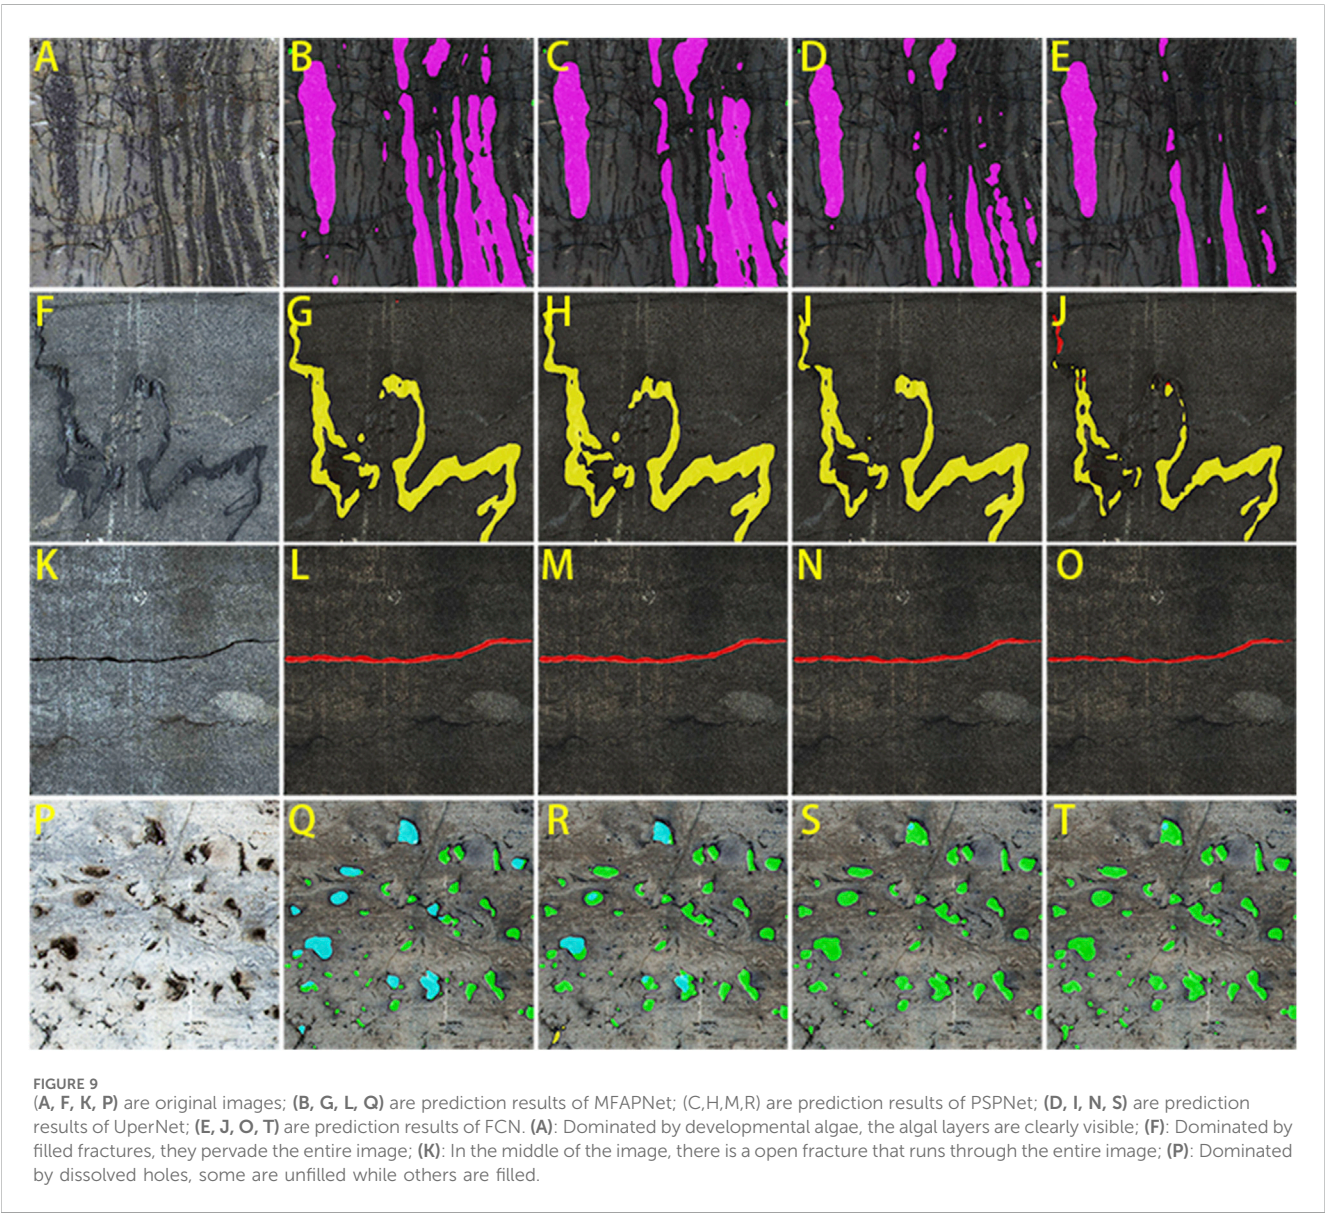 A B C D E
F G H I J
K L M N O
P Q R S T
FIGURE 9
(A, F, K, P) are original images; (B, G, L, Q) are prediction results of MFAPNet; (C,H,M,R) are prediction results of PSPNet; (D, I, N, S) are prediction
results of UperNet; (E, J, O, T) are prediction results of FCN. (A): Dominated by developmental algae, the algal layers are clearly visible; (F): Dominated by
filled fractures, they pervade the entire image; (K): In the middle of the image, there is a open fracture that runs through the entire image; (P): Dominated
by dissolved holes, some are unfilled while others are filled.